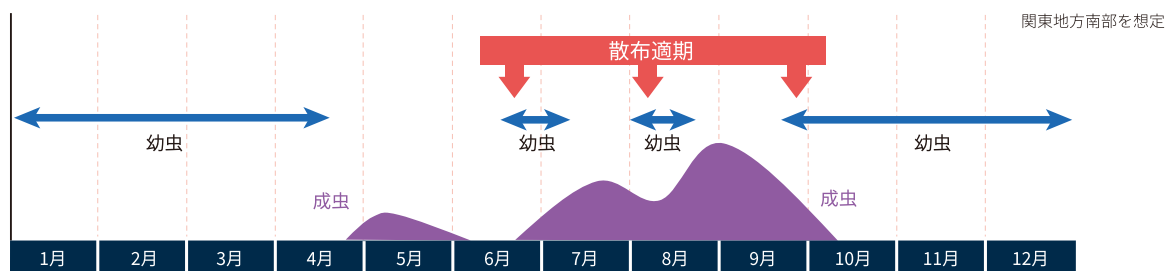 関東地方南部を想定
散布適期
幼虫
幼虫
幼虫
幼虫
成虫
成虫
1月
2月
3月
4月
5月
6月
7月
8月
9月
10月
11月
12月